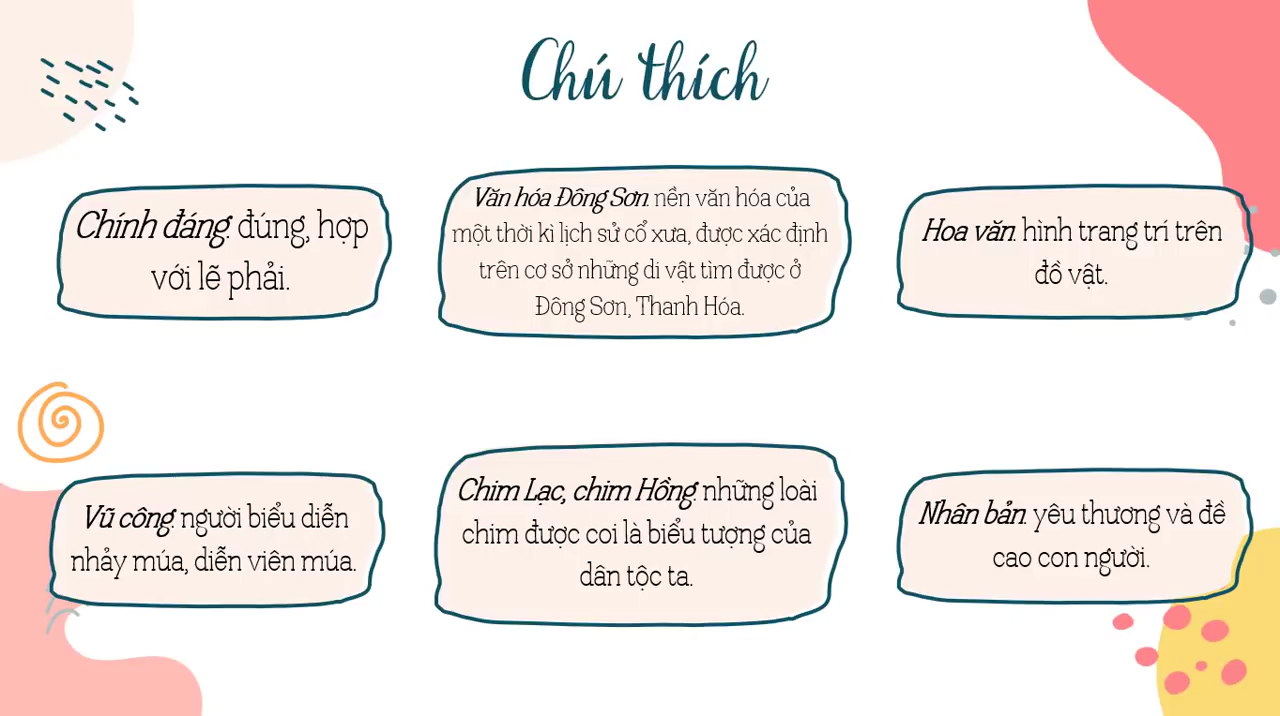 Chú thích
Chính đáng: đúng, hợp
với lẽ phải.
Văn hóa Đông Sơn: nền văn hóa của
một thời kì lịch sử cổ xưa, được xác định
trên cơ sở những di vật tìm được ở
Đông Sơn, Thanh Hóa.
Hoa văn: hình trang trí trên
đồ vật.
Vũ công: người biểu diễn
nhảy múa, diễn viên múa.
Chim Lạc, chim Hồng: những loài
chim được coi là biểu tượng của
dân tộc ta.
Nhân bản: yêu thương và đề
cao con người.